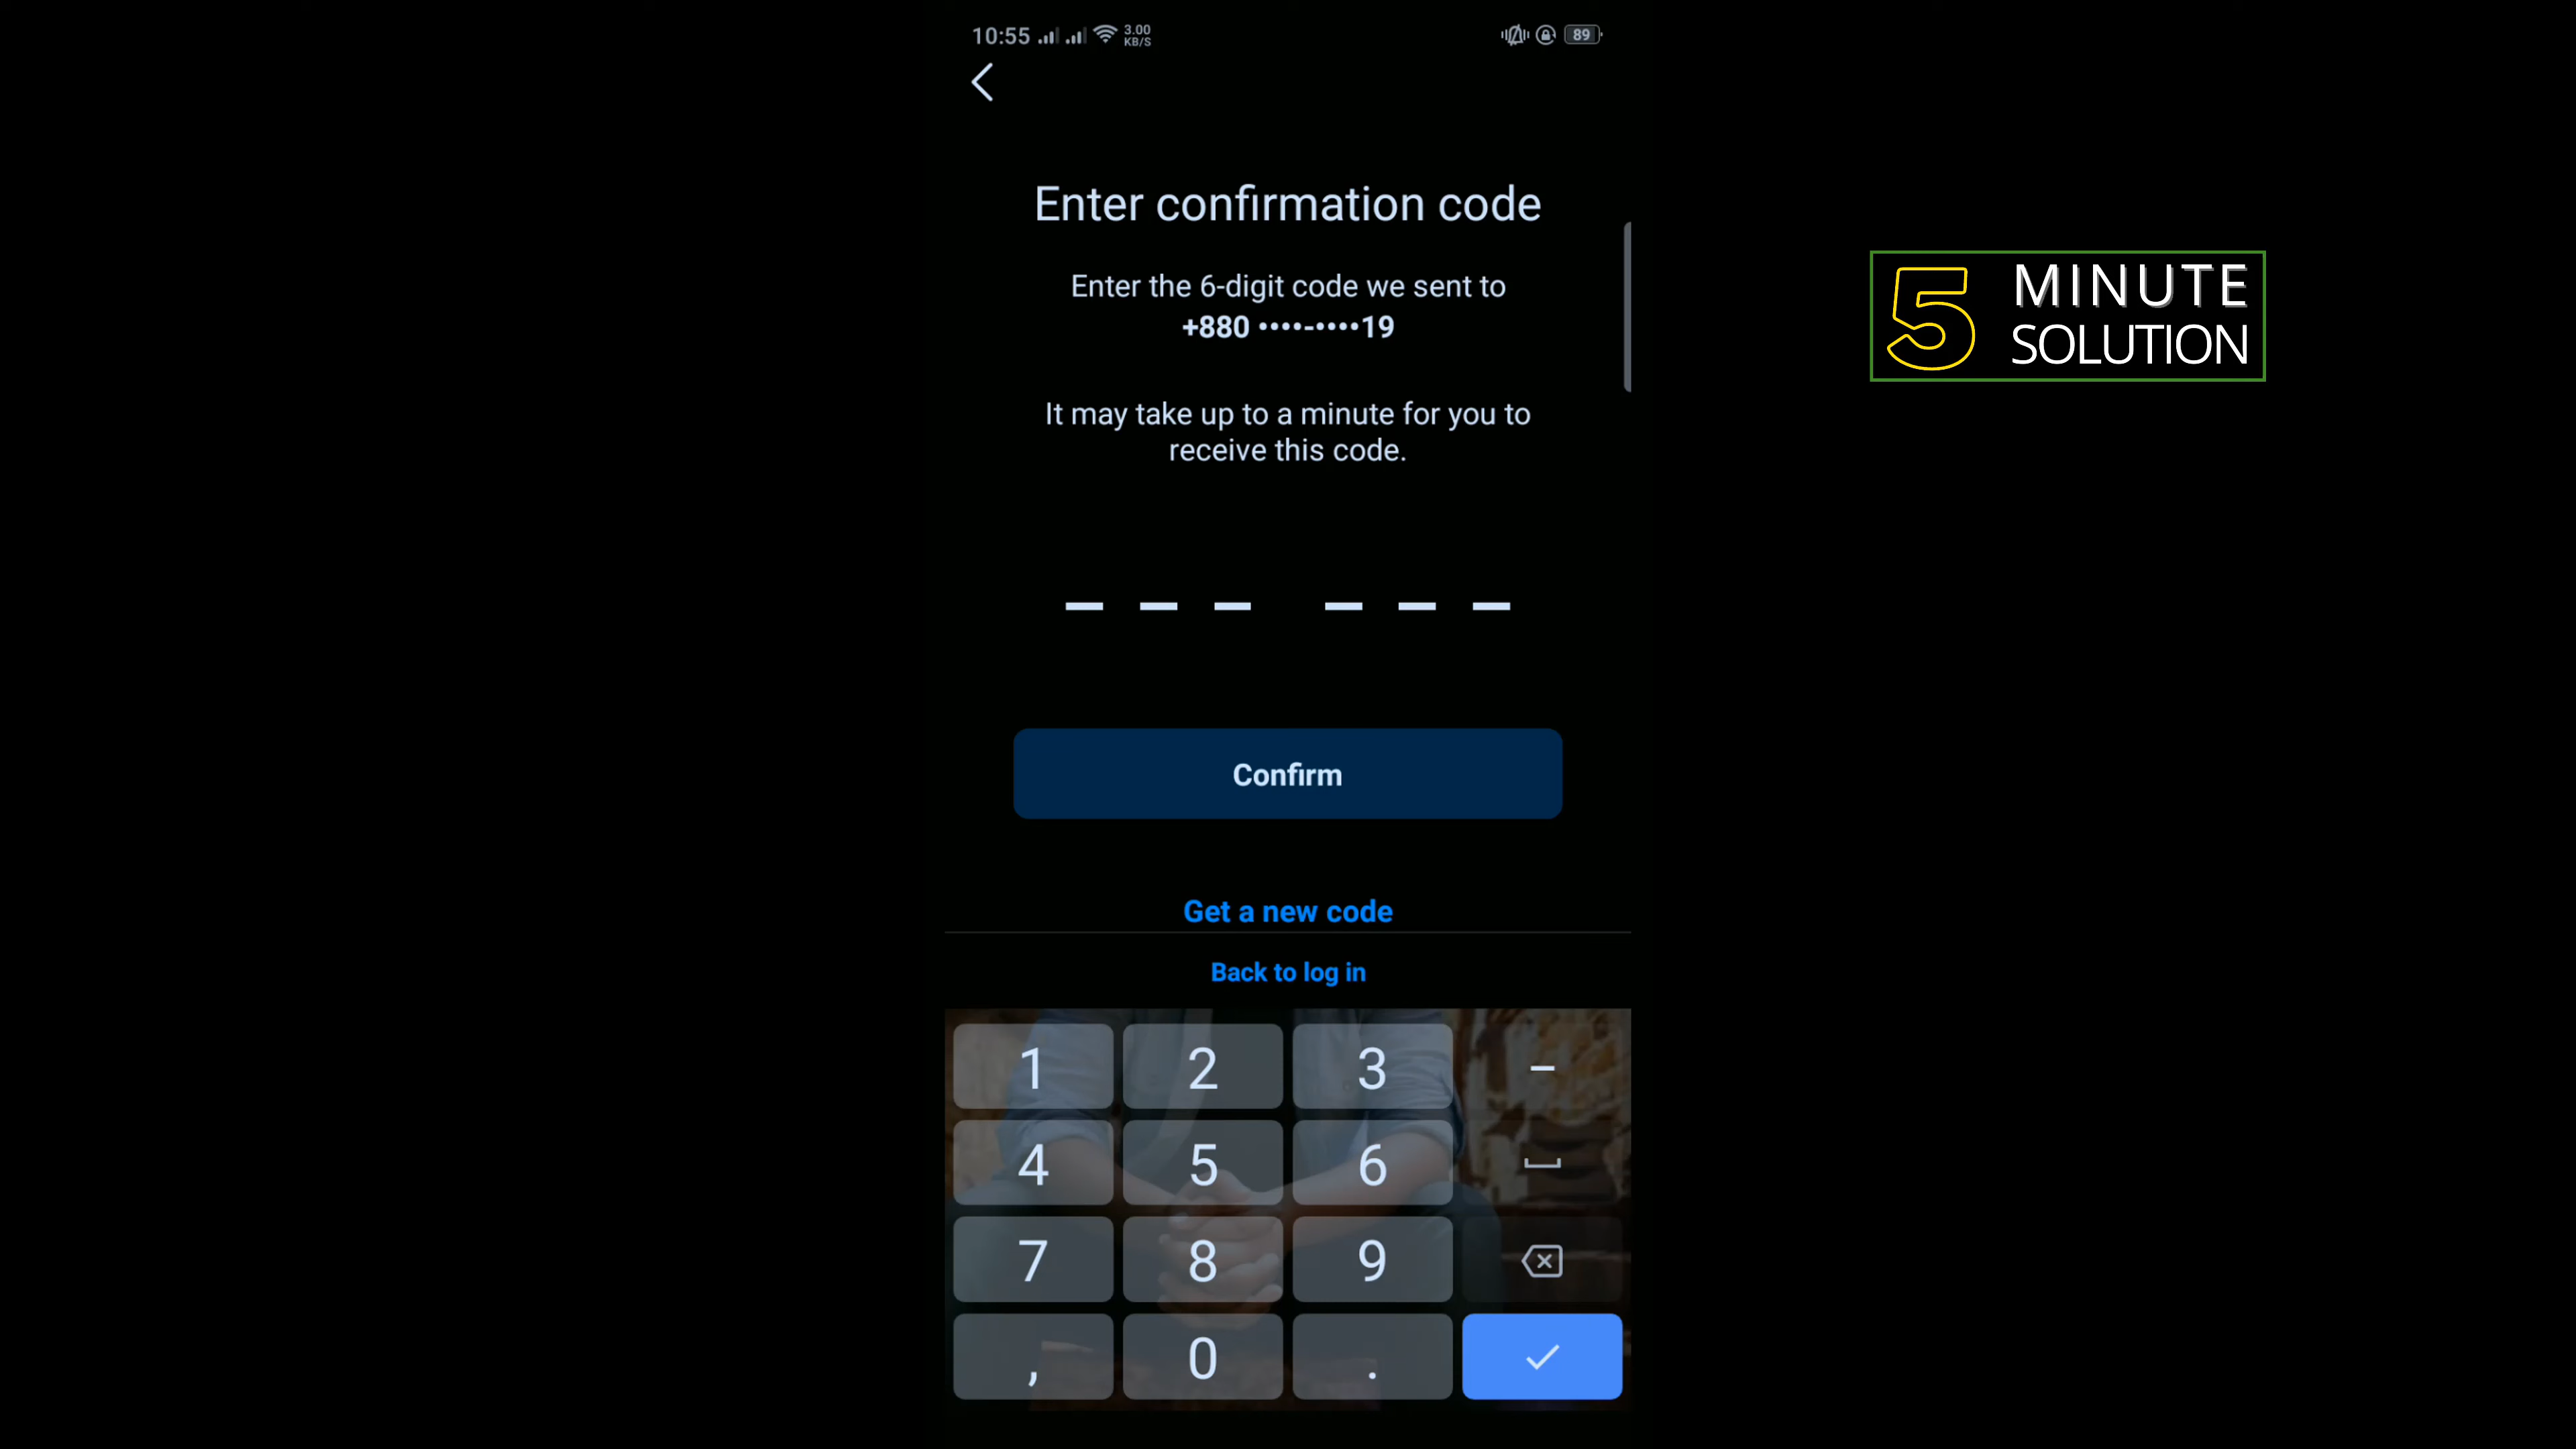 10:55 3.00 KB/S 89
Enter confirmation code
Enter the 6-digit code we sent to
+880 ••••-••••19
It may take up to a minute for you to
receive this code.
Confirm
Get a new code
Back to log in
1 2 3 –
4 5 6
7 8 9
, 0 .
5 MINUTE
SOLUTION